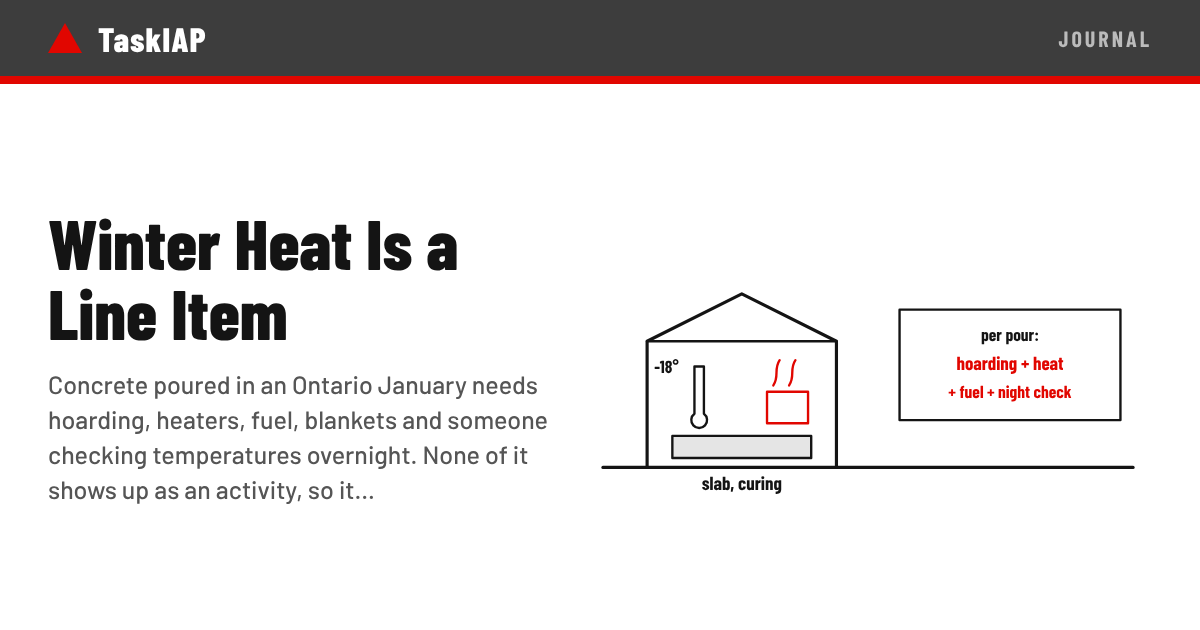 TaskIAP
JOURNAL
Winter Heat Is a
Line Item
Concrete poured in an Ontario January needs
hoarding, heaters, fuel, blankets and someone
checking temperatures overnight. None of it
shows up as an activity, so it...
-18°
slab, curing
per pour:
hoarding + heat
+ fuel + night check